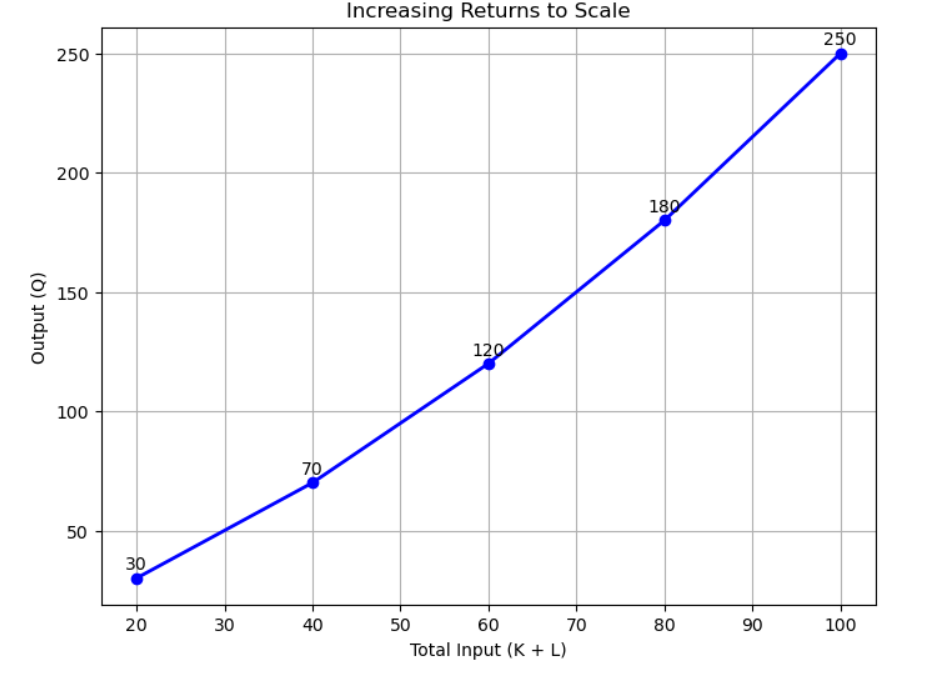 Increasing Returns to Scale
250
250
200
180
150
Output (Q)
120
100
70
50
30
20 30 40 50 60 70 80 90 100
Total Input (K + L)